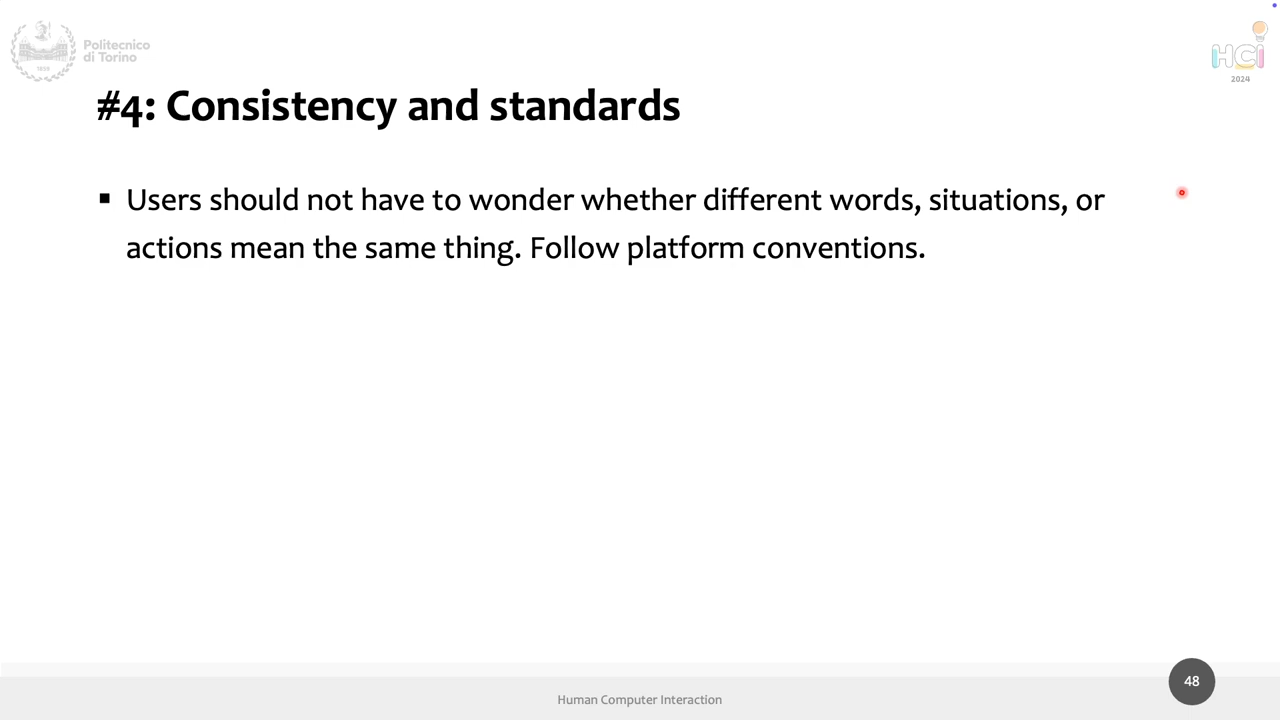 Politecnico
di Torino
1859
HCI
2024
#4: Consistency and standards
▪ Users should not have to wonder whether different words, situations, or
actions mean the same thing. Follow platform conventions.
48
Human Computer Interaction